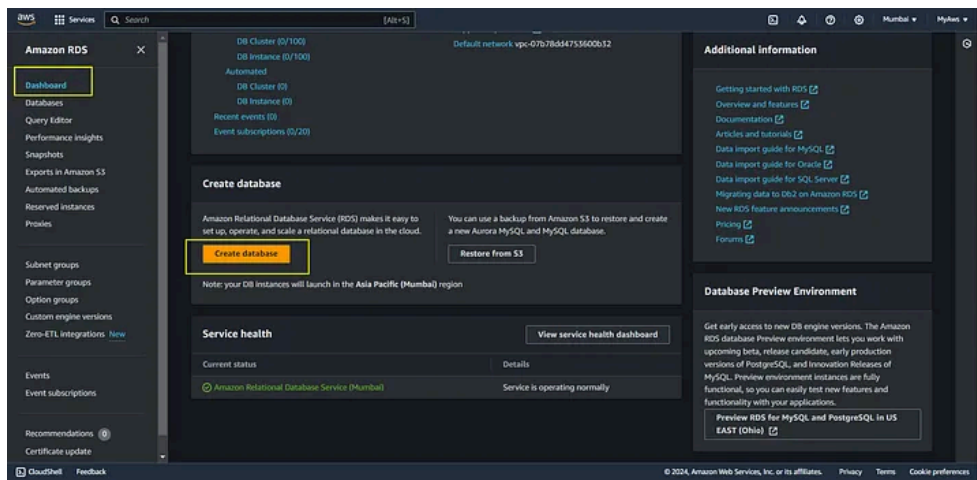 aws
Services
Search
[Alt+S]
Mumbai
MyAws
Amazon RDS
Dashboard
Databases
Query Editor
Performance insights
Snapshots
Exports in Amazon S3
Automated backups
Reserved instances
Proxies
Subnet groups
Parameter groups
Option groups
Custom engine versions
Zero-ETL integrations New
Events
Event subscriptions
Recommendations 0
Certificate update
DB Cluster (0/100)
DB Instance (0/100)
Automated
DB Cluster (0)
DB Instance (0)
Recent events (0)
Event subscriptions (0/20)
Default network vpc-07b78dd4753600b32
Create database
Amazon Relational Database Service (RDS) makes it easy to
set up, operate, and scale a relational database in the cloud.
Create database
You can use a backup from Amazon S3 to restore and create
a new Aurora MySQL and MySQL database.
Restore from S3
Note: your DB instances will launch in the Asia Pacific (Mumbai) region
Service health
View service health dashboard
Current status
Details
Amazon Relational Database Service (Mumbai)
Service is operating normally
Additional information
Getting started with RDS
Overview and features
Documentation
Articles and tutorials
Data import guide for MySQL
Data import guide for Oracle
Data import guide for SQL Server
Migrating data to Db2 on Amazon RDS
New RDS feature announcements
Pricing
Forums
Database Preview Environment
Get early access to new DB engine versions. The Amazon
RDS database Preview environment lets you work with
upcoming beta, release candidate, early production
versions of PostgreSQL, and Innovation Releases of
MySQL. Preview environment instances are fully
functional, so you can easily test new features and
functionality with your applications.
Preview RDS for MySQL and PostgreSQL in US
EAST (Ohio)
CloudShell
Feedback
© 2024, Amazon Web Services, Inc. or its affiliates.
Privacy
Terms
Cookie preferences